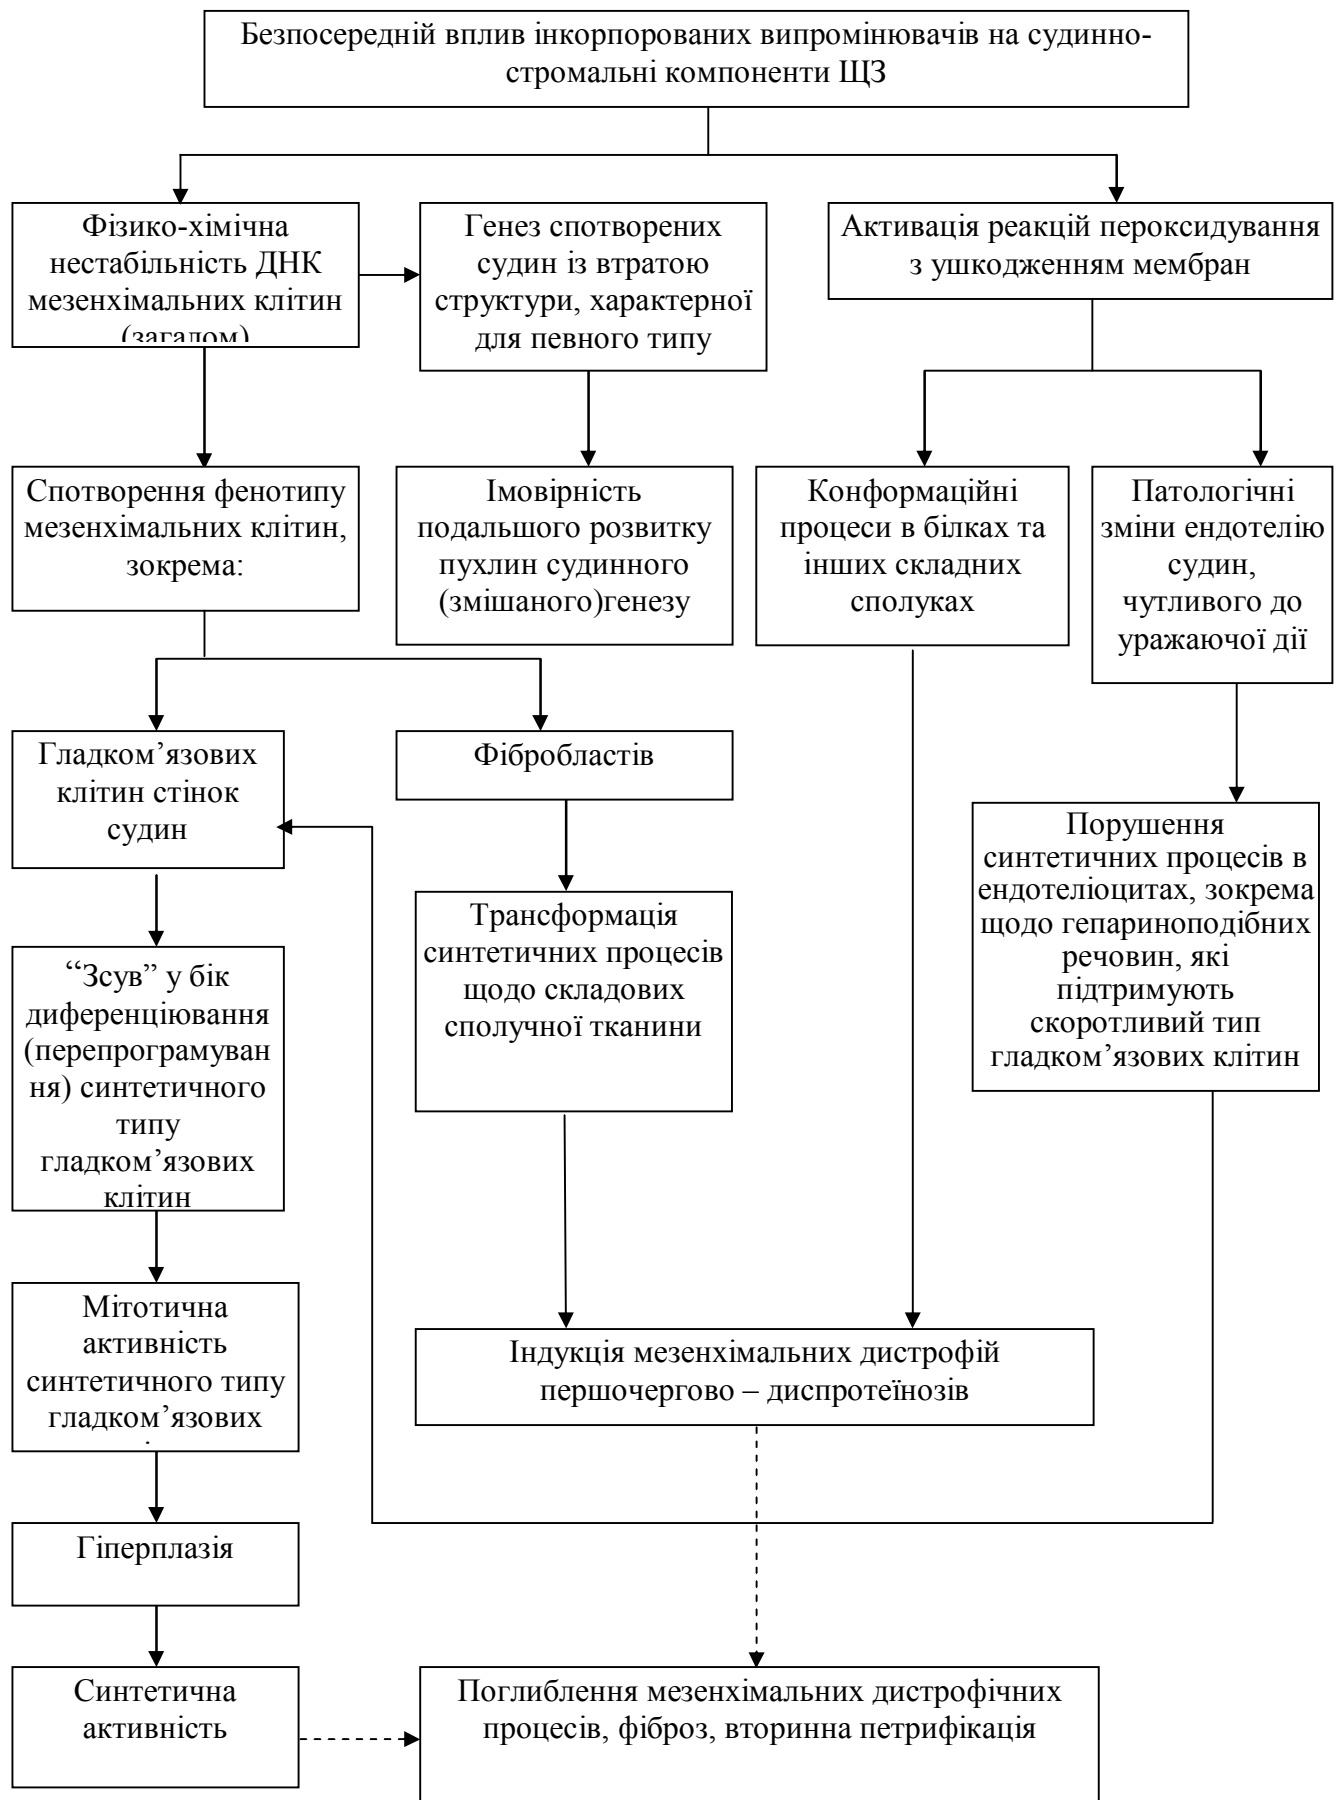 Безпосередній вплив інкорпорованих випромінювачів на судинно-
стромальні компоненти ЩЗ
Фізико-хімічна
нестабільність ДНК
мезенхімальних клітин
(загалом)
Генез спотворених
судин із втратою
структури, характерної
для певного типу
Активація реакцій пероксидування
з ушкодженням мембран
Спотворення фенотипу
мезенхімальних клітин,
зокрема:
Імовірність
подальшого розвитку
пухлин судинного
(змішаного)генезу
Конформаційні
процеси в білках та
інших складних
сполуках
Патологічні
зміни ендотелію
судин,
чутливого до
уражаючої дії
Гладком’язових
клітин стінок
судин
Фібробластів
Порушення
синтетичних процесів в
ендотеліоцитах, зокрема
щодо гепариноподібних
речовин, які
підтримують
скоротливий тип
гладком’язових клітин
Трансформація
синтетичних процесів
щодо складових
сполучної тканини
“Зсув” у бік
диференціювання
(перепрограмуван
ня) синтетичного
типу
гладком’язових
клітин
Мітотична
активність
синтетичного типу
гладком’язових
Індукція мезенхімальних дистрофій
першочергово – диспротеїнозів
Гіперплазія
Синтетична
активність
Поглиблення мезенхімальних дистрофічних
процесів, фіброз, вторинна петрифікація